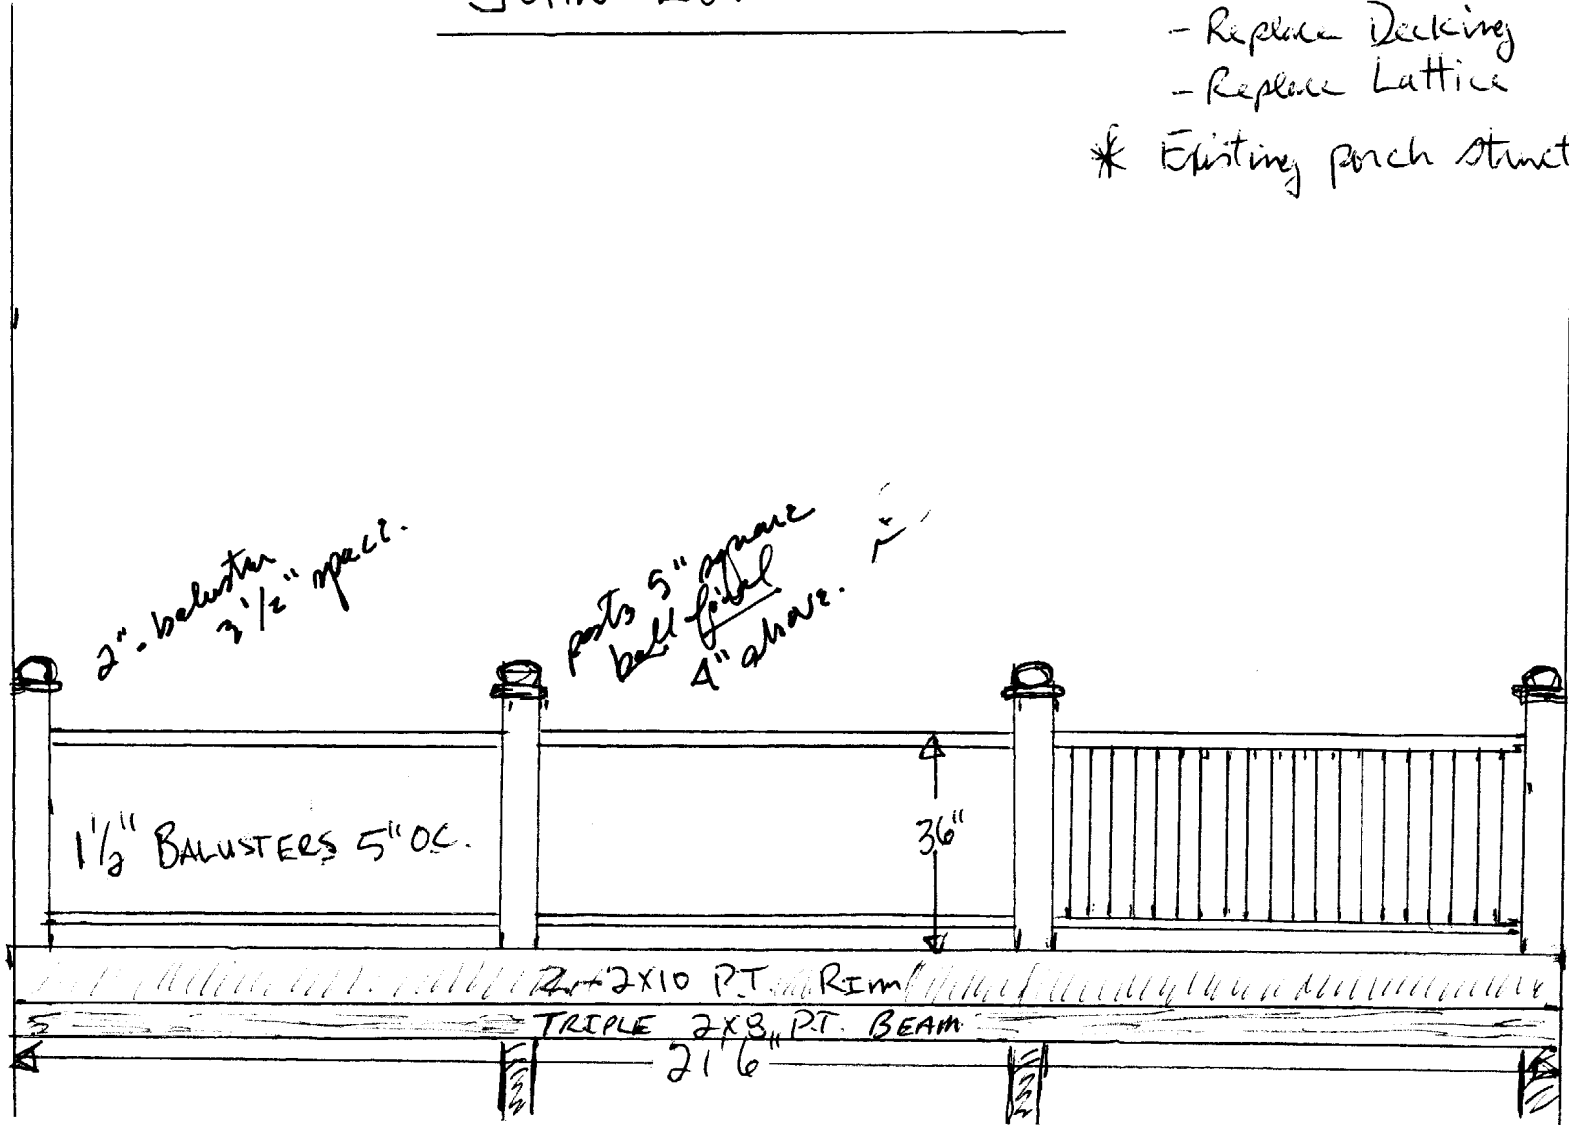 John
- Replace Decking
- Replace Lattice
* Existing porch struct
2" - baluster
3 1/2" space.
posts 5" square
ball finial
4" above.
1 1/2" BALUSTERS 5" OC.
36"
2x10 P.T. Rim
TRIPLE 2x8 P.T. BEAM
21'6"